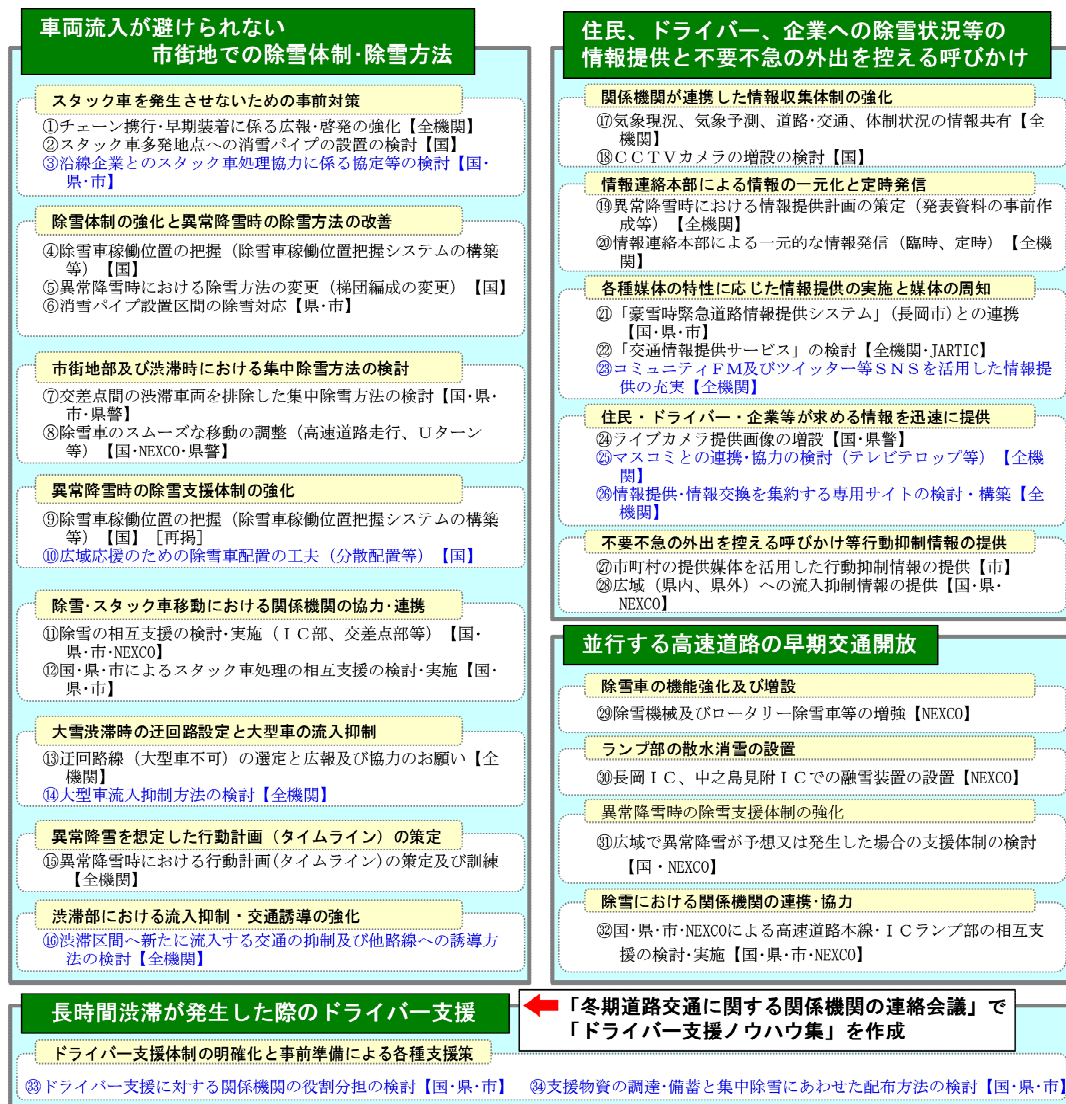 車両流入が避けられない
市街地での除雪体制･除雪方法
スタック車を発生させないための事前対策
①チェーン携行･早期装着に係る広報･啓発の強化【全機関】
②スタック車多発地点への消雪パイプの設置の検討【国】
③沿線企業とのスタック車処理協力に係る協定等の検討【国･
県･市】
除雪体制の強化と異常降雪時の除雪方法の改善
④除雪車稼働位置の把握（除雪車稼働位置把握システムの構築
等）【国】
⑤異常降雪時における除雪方法の変更（梯団編成の変更）【国】
⑥消雪パイプ設置区間の除雪対応【県･市】
市街地部及び渋滞時における集中除雪方法の検討
⑦交差点間の渋滞車両を排除した集中除雪方法の検討【国･県･
市･県警】
⑧除雪車のスムーズな移動の調整（高速道路走行、Ｕターン
等）【国･NEXCO･県警】
異常降雪時の除雪支援体制の強化
⑨除雪車稼働位置の把握（除雪車稼働位置把握システムの構築
等）【国】［再掲］
⑩広域応援のための除雪車配置の工夫（分散配置等）【国】
除雪･スタック車移動における関係機関の協力･連携
⑪除雪の相互支援の検討･実施（ＩＣ部、交差点部等）【国･
県･市･NEXCO】
⑫国･県･市によるスタック車処理の相互支援の検討･実施【国･
県･市】
大雪渋滞時の迂回路設定と大型車の流入抑制
⑬迂回路線（大型車不可）の選定と広報及び協力のお願い【全
機関】
⑭大型車流入抑制方法の検討【全機関】
異常降雪を想定した行動計画（タイムライン）の策定
⑮異常降雪時における行動計画(タイムライン)の策定及び訓練
【全機関】
渋滞部における流入抑制・交通誘導の強化
⑯渋滞区間へ新たに流入する交通の抑制及び他路線への誘導方
法の検討【全機関】
住民、ドライバー、企業への除雪状況等の
情報提供と不要不急の外出を控える呼びかけ
関係機関が連携した情報収集体制の強化
⑰気象現況、気象予測、道路･交通、体制状況の情報共有【全
機関】
⑱ＣＣＴＶカメラの増設の検討【国】
情報連絡本部による情報の一元化と定時発信
⑲異常降雪時における情報提供計画の策定（発表資料の事前作
成等）【全機関】
⑳情報連絡本部による一元的な情報発信（臨時、定時）【全機
関】
各種媒体の特性に応じた情報提供の実施と媒体の周知
㉑「豪雪時緊急道路情報提供システム」(長岡市)との連携
【国･県･市】
㉒「交通情報提供サービス」の検討【全機関･JARTIC】
㉓コミュニティＦＭ及びツイッター等ＳＮＳを活用した情報提
供の充実【全機関】
住民・ドライバー・企業等が求める情報を迅速に提供
㉔ライブカメラ提供画像の増設【国･県警】
㉕マスコミとの連携･協力の検討（テレビテロップ等）【全機
関】
㉖情報提供･情報交換を集約する専用サイトの検討・構築【全
機関】
不要不急の外出を控える呼びかけ等行動抑制情報の提供
㉗市町村の提供媒体を活用した行動抑制情報の提供【市】
㉘広域（県内、県外）への流入抑制情報の提供【国･県･
NEXCO】
並行する高速道路の早期交通開放
除雪車の機能強化及び増設
㉙除雪機械及びロータリー除雪車等の増強【NEXCO】
ランプ部の散水消雪の設置
㉚長岡ＩＣ、中之島見附ＩＣでの融雪装置の設置【NEXCO】
異常降雪時の除雪支援体制の強化
㉛広域で異常降雪が予想又は発生した場合の支援体制の検討
【国・NEXCO】
除雪における関係機関の連携･協力
㉜国･県･市･NEXCOによる高速道路本線･ＩＣランプ部の相互支
援の検討･実施【国･県･市･NEXCO】
長時間渋滞が発生した際のドライバー支援
「冬期道路交通に関する関係機関の連絡会議」で
「ドライバー支援ノウハウ集」を作成
ドライバー支援体制の明確化と事前準備による各種支援策
㉝ドライバー支援に対する関係機関の役割分担の検討【国･県･市】 ㉞支援物資の調達･備蓄と集中除雪にあわせた配布方法の検討【国･県･市】